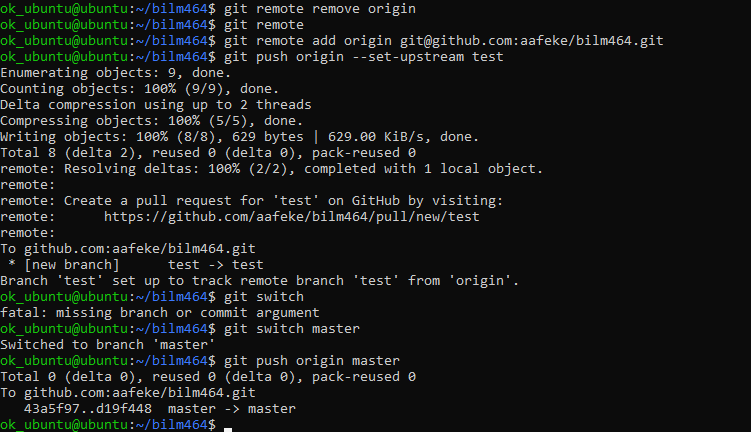 ok_ubuntu@ubuntu:~/bilm464$ git remote remove origin
ok_ubuntu@ubuntu:~/bilm464$ git remote
ok_ubuntu@ubuntu:~/bilm464$ git remote add origin git@github.com:aafeke/bilm464.git
ok_ubuntu@ubuntu:~/bilm464$ git push origin --set-upstream test
Enumerating objects: 9, done.
Counting objects: 100% (9/9), done.
Delta compression using up to 2 threads
Compressing objects: 100% (5/5), done.
Writing objects: 100% (8/8), 629 bytes | 629.00 KiB/s, done.
Total 8 (delta 2), reused 0 (delta 0), pack-reused 0
remote: Resolving deltas: 100% (2/2), completed with 1 local object.
remote:
remote: Create a pull request for 'test' on GitHub by visiting:
remote:      https://github.com/aafeke/bilm464/pull/new/test
remote:
To github.com:aafeke/bilm464.git
 * [new branch]      test -> test
Branch 'test' set up to track remote branch 'test' from 'origin'.
ok_ubuntu@ubuntu:~/bilm464$ git switch
fatal: missing branch or commit argument
ok_ubuntu@ubuntu:~/bilm464$ git switch master
Switched to branch 'master'
ok_ubuntu@ubuntu:~/bilm464$ git push origin master
Total 0 (delta 0), reused 0 (delta 0), pack-reused 0
To github.com:aafeke/bilm464.git
   43a5f97..d19f448  master -> master
ok_ubuntu@ubuntu:~/bilm464$